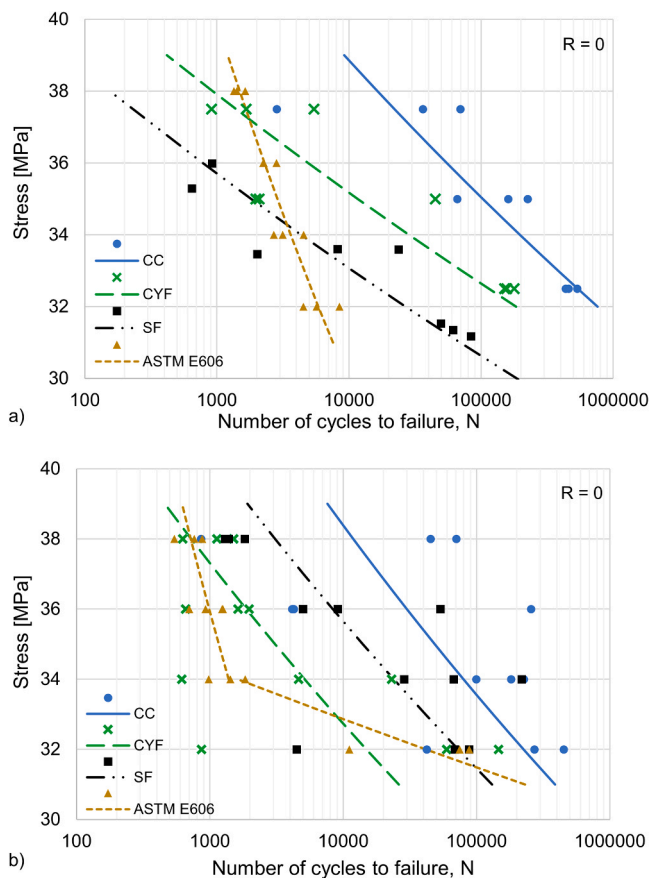 40
R = 0
38
36
Stress [MPa]
34
CC
32
CYF
SF
ASTM E606
30
100 1000 10000 100000 1000000
a)
Number of cycles to failure, N
40
R = 0
38
36
Stress [MPa]
34
CC
32
CYF
SF
ASTM E606
30
100 1000 10000 100000 1000000
b)
Number of cycles to failure, N